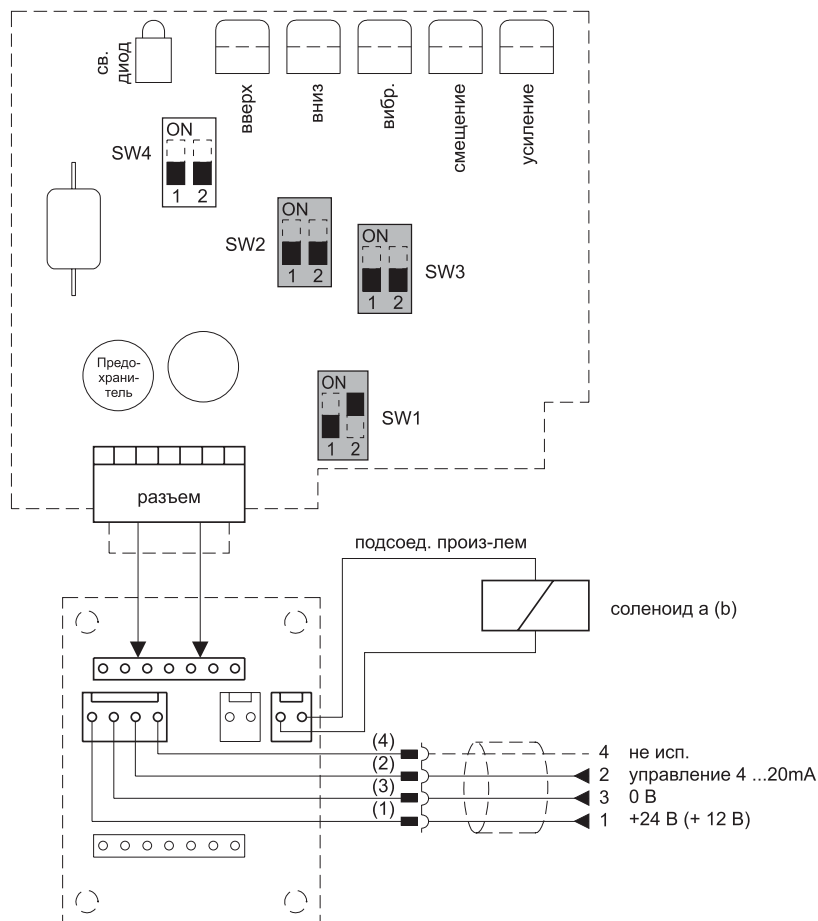 св.
диод
вверх
вниз
вибр.
смещение
усиление
ON
SW4
1 2
ON
SW2
1 2
ON
SW3
1 2
Предо-
храни-
тель
ON
SW1
1 2
разъем
подсоед. произ-лем
соленоид a (b)
(4)
4 не исп.
(2)
2 управление 4 ...20mA
(3)
3 0 В
(1)
1 +24 В (+ 12 В)